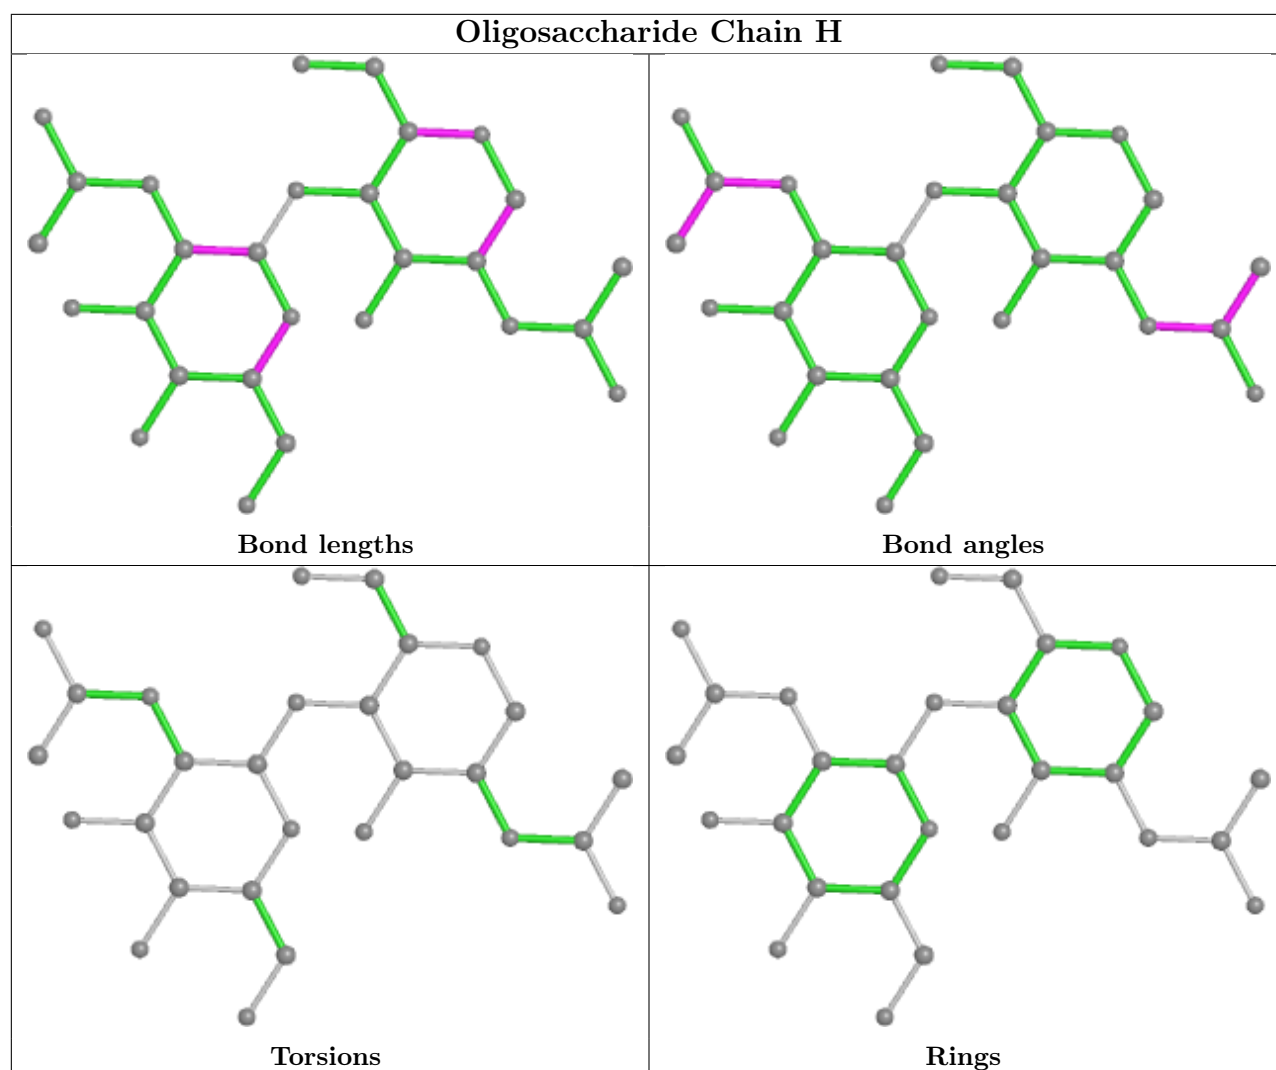 Oligosaccharide Chain H
Bond lengths
Bond angles
Torsions
Rings